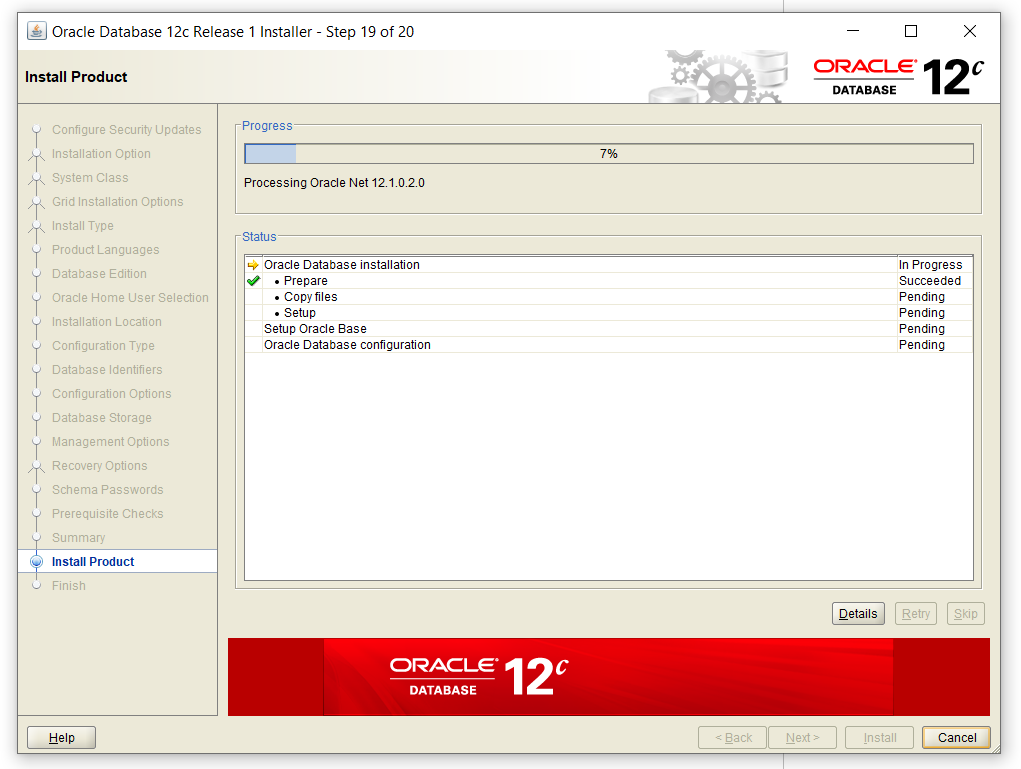 Oracle Database 12c Release 1 Installer - Step 19 of 20
Install Product
ORACLE
DATABASE
12c
Configure Security Updates
Installation Option
System Class
Grid Installation Options
Install Type
Product Languages
Database Edition
Oracle Home User Selection
Installation Location
Configuration Type
Database Identifiers
Configuration Options
Database Storage
Management Options
Recovery Options
Schema Passwords
Prerequisite Checks
Summary
Install Product
Finish
Progress
7%
Processing Oracle Net 12.1.0.2.0
Status
Oracle Database installation In Progress
• Prepare Succeeded
• Copy files Pending
• Setup Pending
Setup Oracle Base Pending
Oracle Database configuration Pending
Details Retry Skip
ORACLE
DATABASE
12c
Help < Back Next > Install Cancel